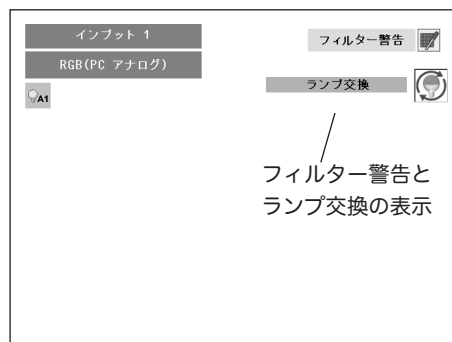 インプット 1
フィルター警告
RGB(PC アナログ)
ランプ交換
A1
フィルター警告と
ランプ交換の表示